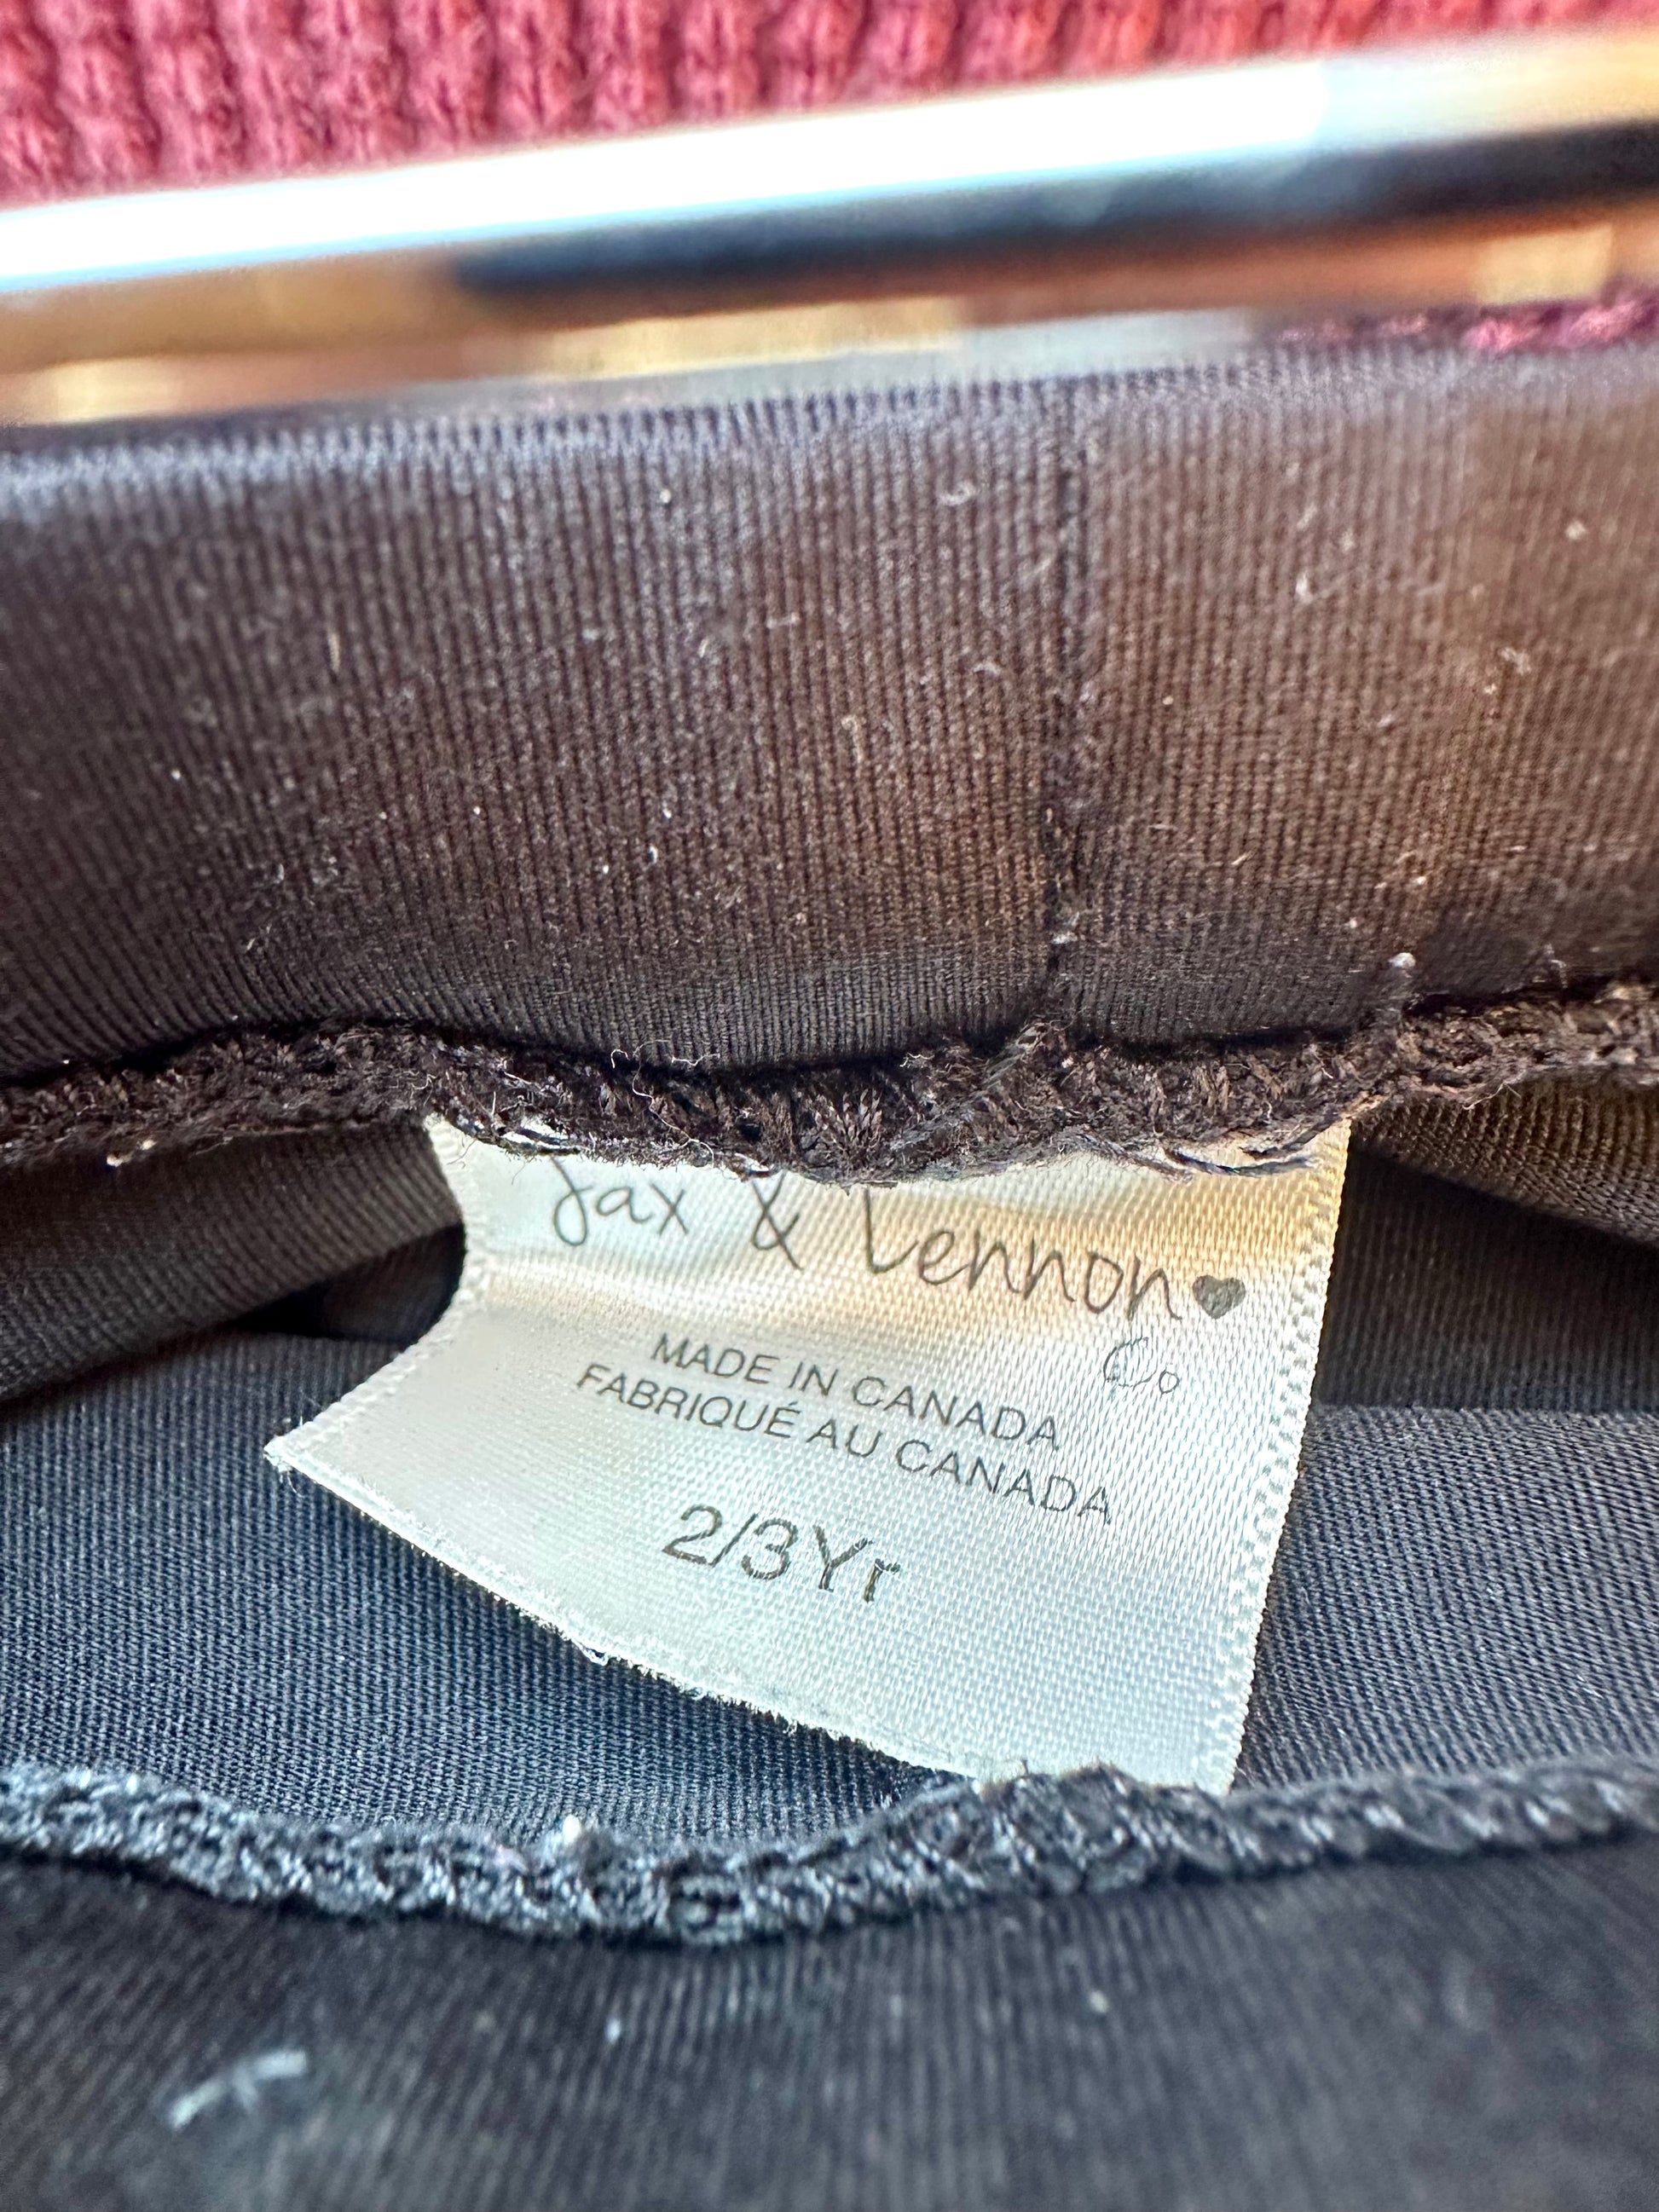 Jax & Lennon♥
Co
MADE IN CANADA
FABRIQUÉ AU CANADA
2/3Yr